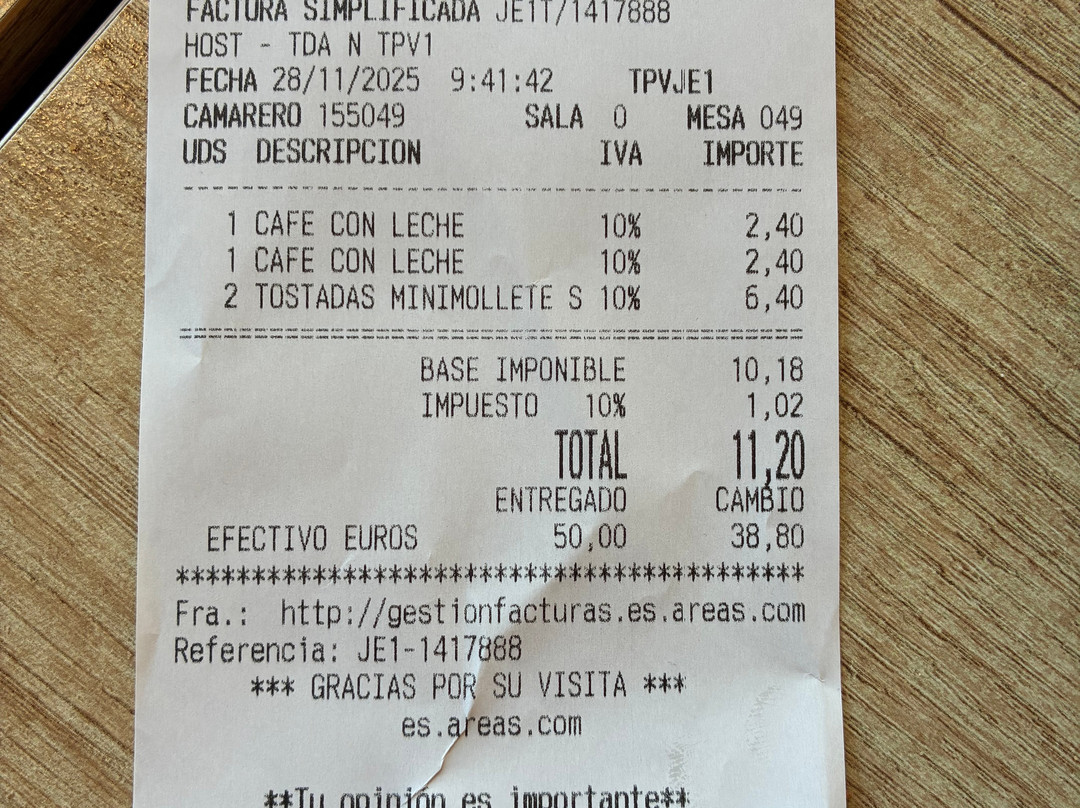 FACTURA SIMPLIFICADA JE1T/1417888
HOST - TDA N TPV1
FECHA 28/11/2025 9:41:42 TPVJE1
CAMARERO 155049 SALA 0 MESA 049
UDS DESCRIPCION IVA IMPORTE
1 CAFE CON LECHE 10% 2,40
1 CAFE CON LECHE 10% 2,40
2 TOSTADAS MINIMOLLETE S 10% 6,40
BASE IMPONIBLE 10,18
IMPUESTO 10% 1,02
TOTAL 11,20
ENTREGADO CAMBIO
EFECTIVO EUROS 50,00 38,80
******************************************
Fra.: http://gestionfacturas.es.areas.com
Referencia: JE1-1417888
*** GRACIAS POR SU VISITA ***
es.areas.com
**Tu opinión es importante**